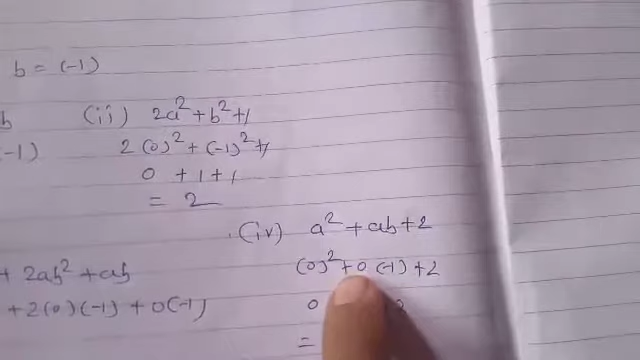 b = (-1)
b (ii) 2a² + b² + 1
-1) 2(0)² + (-1)² + 1
0 + 1 + 1
= 2
(iv) a² + ab + 2
+ 2ab² + ab (0)² + 0(-1) + 2
+ 2(0)(-1) + 0(-1) 0 2
=